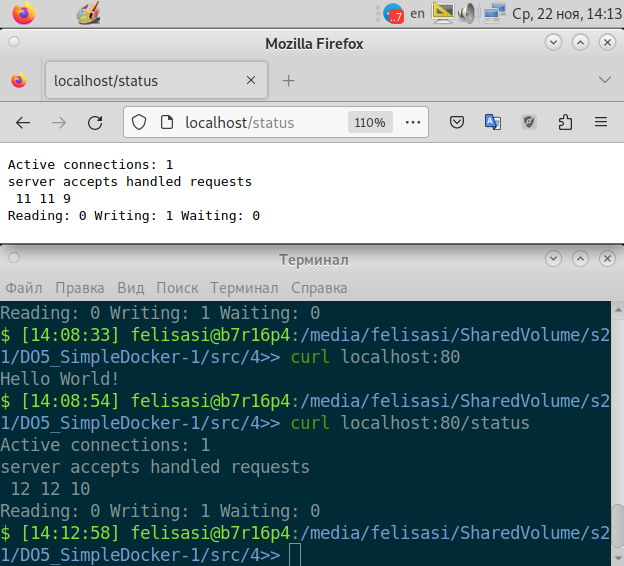 ..7 en Ср, 22 ноя, 14:13
Mozilla Firefox
localhost/status
localhost/status 110%
Active connections: 1
server accepts handled requests
 11 11 9
Reading: 0 Writing: 1 Waiting: 0
Терминал
Файл Правка Вид Поиск Терминал Справка
Reading: 0 Writing: 1 Waiting: 0
$ [14:08:33] felisasi@b7r16p4:/media/felisasi/SharedVolume/s2
1/DO5_SimpleDocker-1/src/4>> curl localhost:80
Hello World!
$ [14:08:54] felisasi@b7r16p4:/media/felisasi/SharedVolume/s2
1/DO5_SimpleDocker-1/src/4>> curl localhost:80/status
Active connections: 1
server accepts handled requests
 12 12 10
Reading: 0 Writing: 1 Waiting: 0
$ [14:12:58] felisasi@b7r16p4:/media/felisasi/SharedVolume/s2
1/DO5_SimpleDocker-1/src/4>>